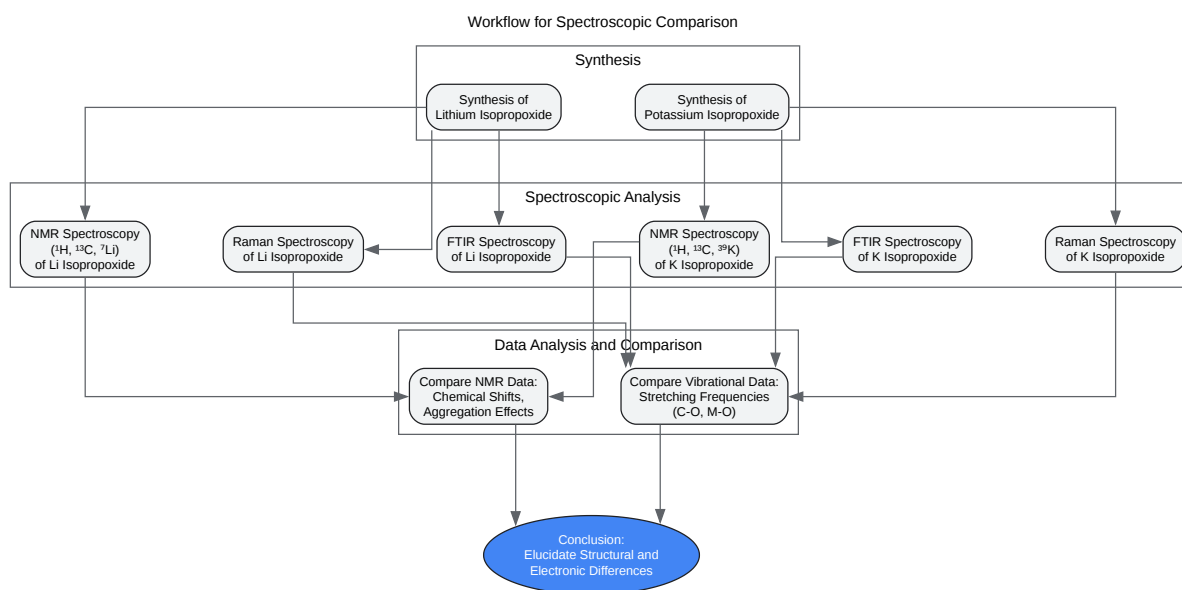 Workflow for Spectroscopic Comparison
Synthesis
Synthesis of
Lithium Isopropoxide
Synthesis of
Potassium Isopropoxide
Spectroscopic Analysis
NMR Spectroscopy
(¹H, ¹³C, ⁷Li)
of Li Isopropoxide
Raman Spectroscopy
of Li Isopropoxide
FTIR Spectroscopy
of Li Isopropoxide
NMR Spectroscopy
(¹H, ¹³C, ³⁹K)
of K Isopropoxide
FTIR Spectroscopy
of K Isopropoxide
Raman Spectroscopy
of K Isopropoxide
Data Analysis and Comparison
Compare NMR Data:
Chemical Shifts,
Aggregation Effects
Compare Vibrational Data:
Stretching Frequencies
(C-O, M-O)
Conclusion:
Elucidate Structural and
Electronic Differences